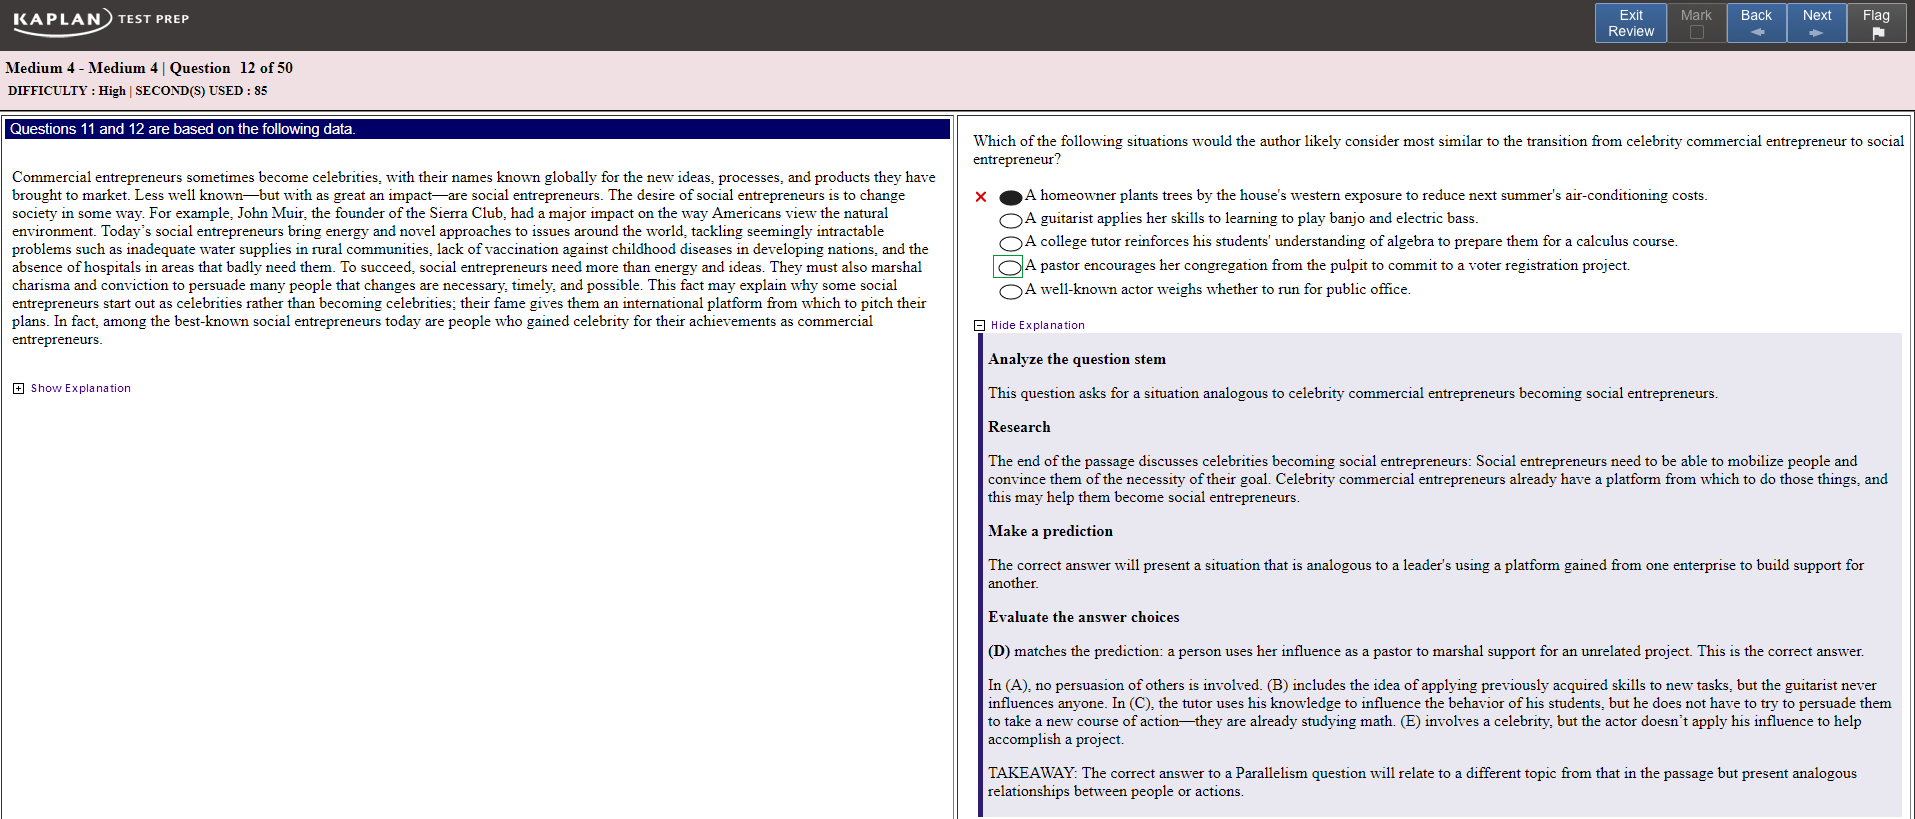 KAPLAN TEST PREP
Exit Review
Mark
Back
Next
Flag
Medium 4 - Medium 4 | Question 12 of 50
DIFFICULTY : High | SECOND(S) USED : 85
Questions 11 and 12 are based on the following data.
Commercial entrepreneurs sometimes become celebrities, with their names known globally for the new ideas, processes, and products they have
brought to market. Less well known—but with as great an impact—are social entrepreneurs. The desire of social entrepreneurs is to change
society in some way. For example, John Muir, the founder of the Sierra Club, had a major impact on the way Americans view the natural
environment. Today’s social entrepreneurs bring energy and novel approaches to issues around the world, tackling seemingly intractable
problems such as inadequate water supplies in rural communities, lack of vaccination against childhood diseases in developing nations, and the
absence of hospitals in areas that badly need them. To succeed, social entrepreneurs need more than energy and ideas. They must also marshal
charisma and conviction to persuade many people that changes are necessary, timely, and possible. This fact may explain why some social
entrepreneurs start out as celebrities rather than becoming celebrities; their fame gives them an international platform from which to pitch their
plans. In fact, among the best-known social entrepreneurs today are people who gained celebrity for their achievements as commercial
entrepreneurs.
Show Explanation
Which of the following situations would the author likely consider most similar to the transition from celebrity commercial entrepreneur to social
entrepreneur?
A homeowner plants trees by the house's western exposure to reduce next summer's air-conditioning costs.
A guitarist applies her skills to learning to play banjo and electric bass.
A college tutor reinforces his students' understanding of algebra to prepare them for a calculus course.
A pastor encourages her congregation from the pulpit to commit to a voter registration project.
A well-known actor weighs whether to run for public office.
Hide Explanation
Analyze the question stem
This question asks for a situation analogous to celebrity commercial entrepreneurs becoming social entrepreneurs.
Research
The end of the passage discusses celebrities becoming social entrepreneurs: Social entrepreneurs need to be able to mobilize people and
convince them of the necessity of their goal. Celebrity commercial entrepreneurs already have a platform from which to do those things, and
this may help them become social entrepreneurs.
Make a prediction
The correct answer will present a situation that is analogous to a leader's using a platform gained from one enterprise to build support for
another.
Evaluate the answer choices
(D) matches the prediction: a person uses her influence as a pastor to marshal support for an unrelated project. This is the correct answer.
In (A), no persuasion of others is involved. (B) includes the idea of applying previously acquired skills to new tasks, but the guitarist never
influences anyone. In (C), the tutor uses his knowledge to influence the behavior of his students, but he does not have to try to persuade them
to take a new course of action—they are already studying math. (E) involves a celebrity, but the actor doesn’t apply his influence to help
accomplish a project.
TAKEAWAY: The correct answer to a Parallelism question will relate to a different topic from that in the passage but present analogous
relationships between people or actions.